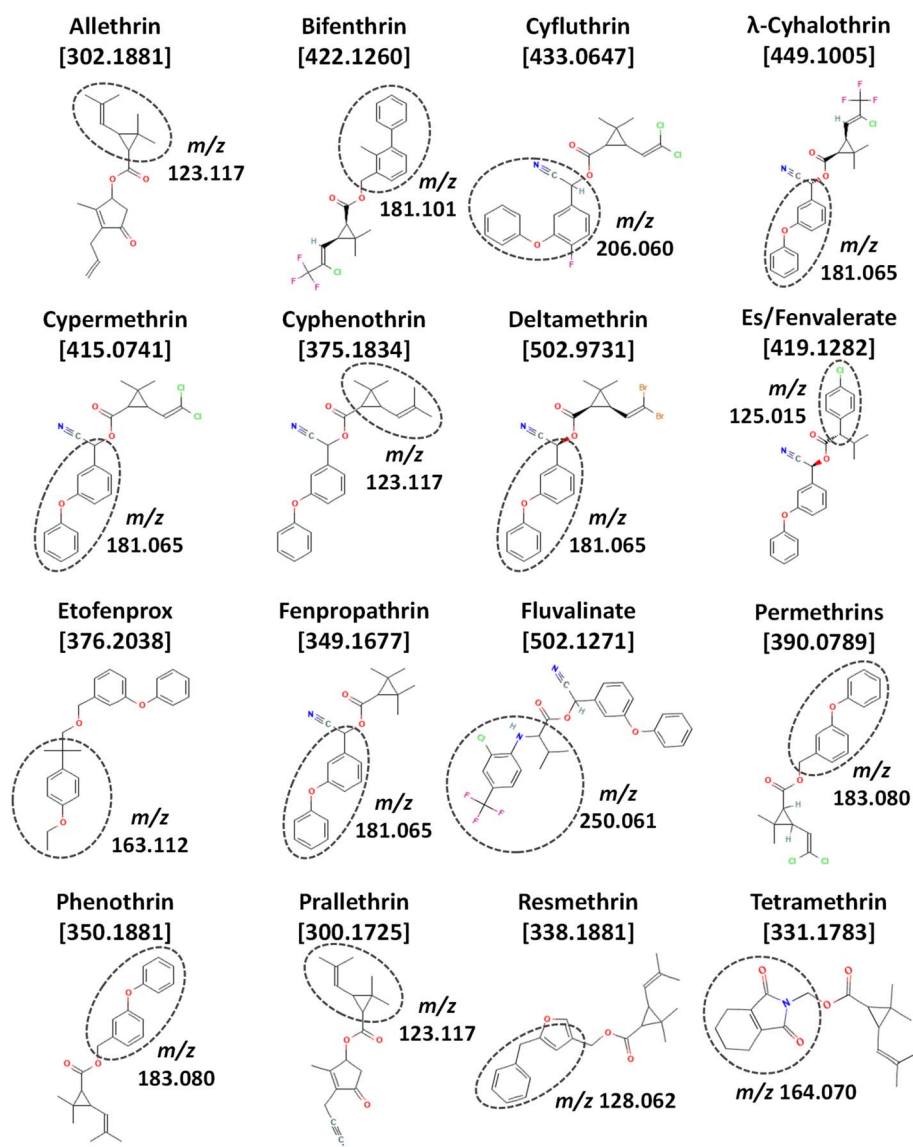 Allethrin
[302.1881]
m/z
123.117
Bifenthrin
[422.1260]
m/z
181.101
Cyfluthrin
[433.0647]
m/z
206.060
λ-Cyhalothrin
[449.1005]
m/z
181.065
Cypermethrin
[415.0741]
m/z
181.065
Cyphenothrin
[375.1834]
m/z
123.117
Deltamethrin
[502.9731]
m/z
181.065
Es/Fenvalerate
[419.1282]
m/z
125.015
Etofenprox
[376.2038]
m/z
163.112
Fenpropathrin
[349.1677]
m/z
181.065
Fluvalinate
[502.1271]
m/z
250.061
Permethrins
[390.0789]
m/z
183.080
Phenothrin
[350.1881]
m/z
183.080
Prallethrin
[300.1725]
m/z
123.117
Resmethrin
[338.1881]
m/z 128.062
Tetramethrin
[331.1783]
m/z 164.070